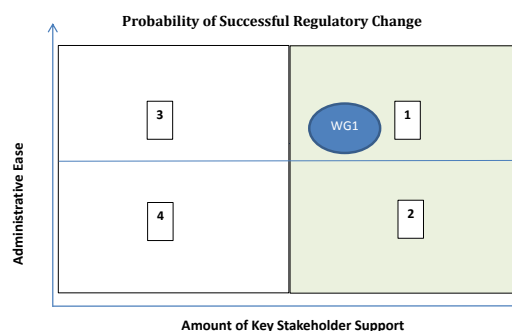 Probability of Successful Regulatory Change
Administrative Ease
3
WG1
1
4
2
Amount of Key Stakeholder Support